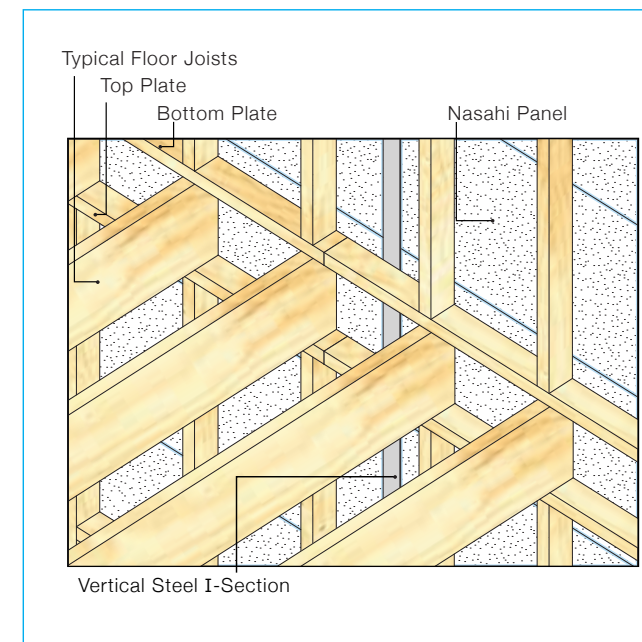 Typical Floor Joists
Top Plate
Bottom Plate
Nasahi Panel
Vertical Steel I-Section